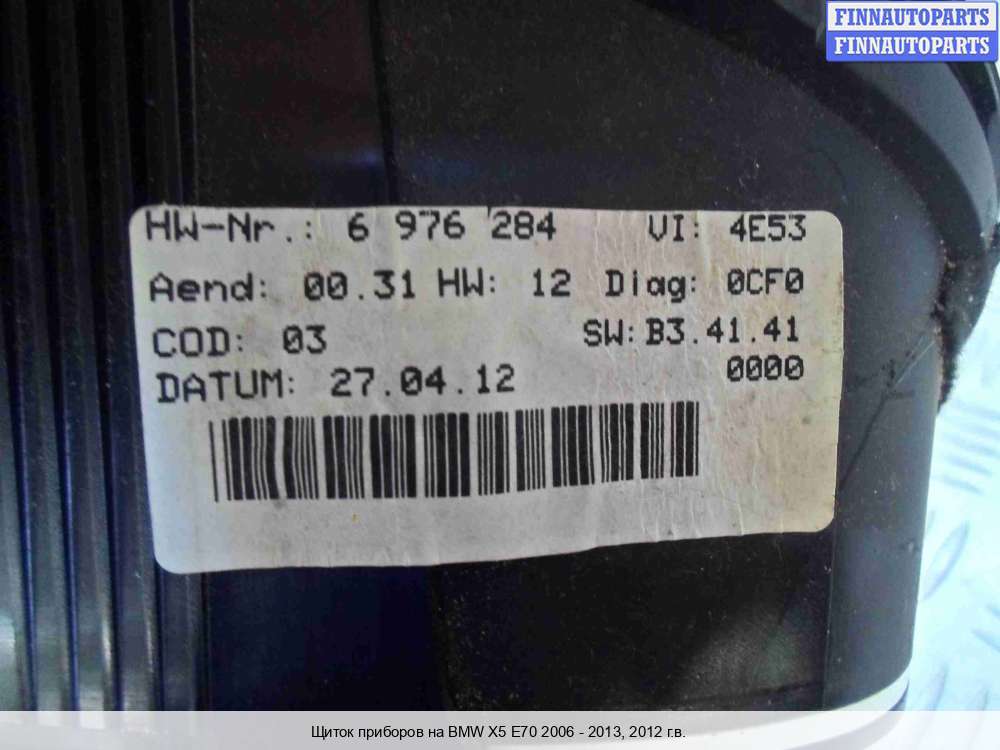 FINNAUTOPARTS
FINNAUTOPARTS
HW-Nr.: 6 976 284 VI: 4E53
Aend: 00.31 HW: 12 Diag: 0CF0
COD: 03 SW: B3.41.41
0000
DATUM: 27.04.12
Щиток приборов на BMW X5 E70 2006 - 2013, 2012 г.в.